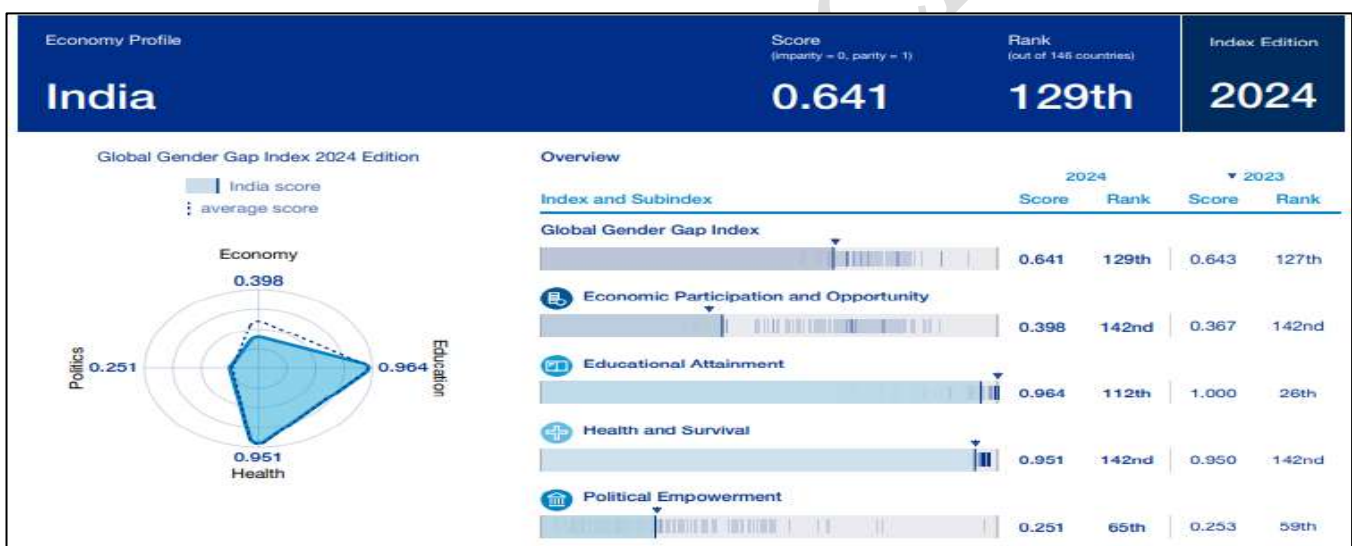 Economy Profile
India
Score
(imparity = 0, parity = 1)
0.641
Rank
(out of 146 countries)
129th
Index Edition
2024
Global Gender Gap Index 2024 Edition
India score
average score
Economy
0.398
Politics
0.251
0.964
Education
0.951
Health
Overview
2024 ▾ 2023
Index and Subindex Score Rank Score Rank
Global Gender Gap Index
0.641 129th 0.643 127th
Economic Participation and Opportunity
0.398 142nd 0.367 142nd
Educational Attainment
0.964 112th 1.000 26th
Health and Survival
0.951 142nd 0.950 142nd
Political Empowerment
0.251 65th 0.253 59th